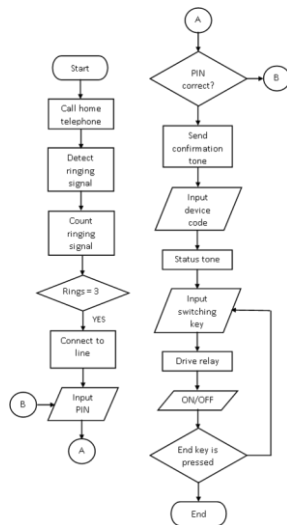 Start
Call home
telephone
Detect
ringing
signal
Count
ringing
signal
Rings = 3
YES
Connect to
line
B
Input
PIN
A
A
PIN
correct?
B
Send
confirmation
tone
Input
device
code
Status tone
Input
switching
key
Drive relay
ON/OFF
End key is
pressed
End